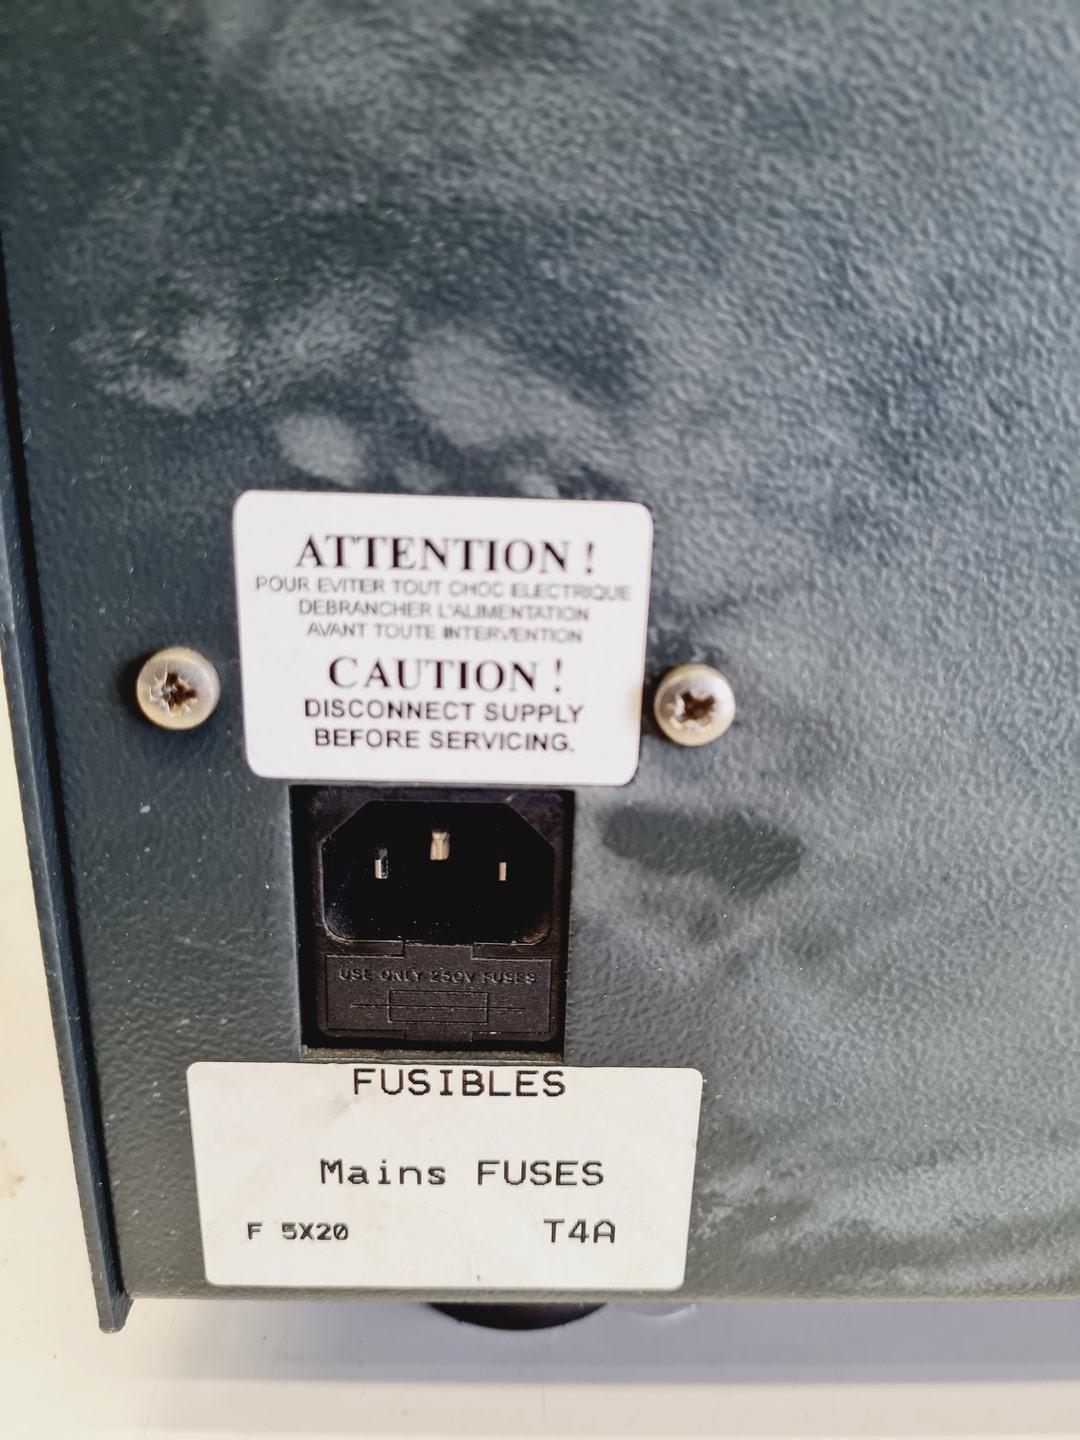 ATTENTION !
POUR EVITER TOUT CHOC ELECTRIQUE
DEBRANCHER L'ALIMENTATION
AVANT TOUTE INTERVENTION
CAUTION !
DISCONNECT SUPPLY
BEFORE SERVICING.
USE ONLY 250V FUSES
FUSIBLES
Mains FUSES
F 5X20 T4A